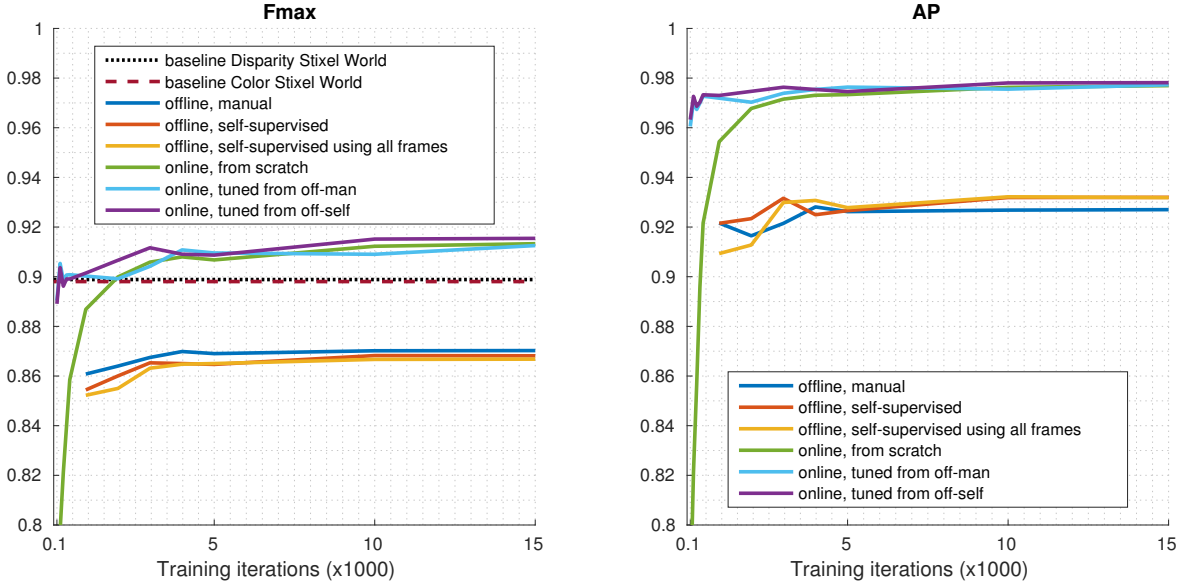 Fmax
1
0.98
0.96
0.94
0.92
0.9
0.88
0.86
0.84
0.82
0.8
baseline Disparity Stixel World
baseline Color Stixel World
offline, manual
offline, self-supervised
offline, self-supervised using all frames
online, from scratch
online, tuned from off-man
online, tuned from off-self
0.1
5
10
15
Training iterations (x1000)
AP
1
0.98
0.96
0.94
0.92
0.9
0.88
0.86
0.84
0.82
0.8
offline, manual
offline, self-supervised
offline, self-supervised using all frames
online, from scratch
online, tuned from off-man
online, tuned from off-self
0.1
5
10
15
Training iterations (x1000)